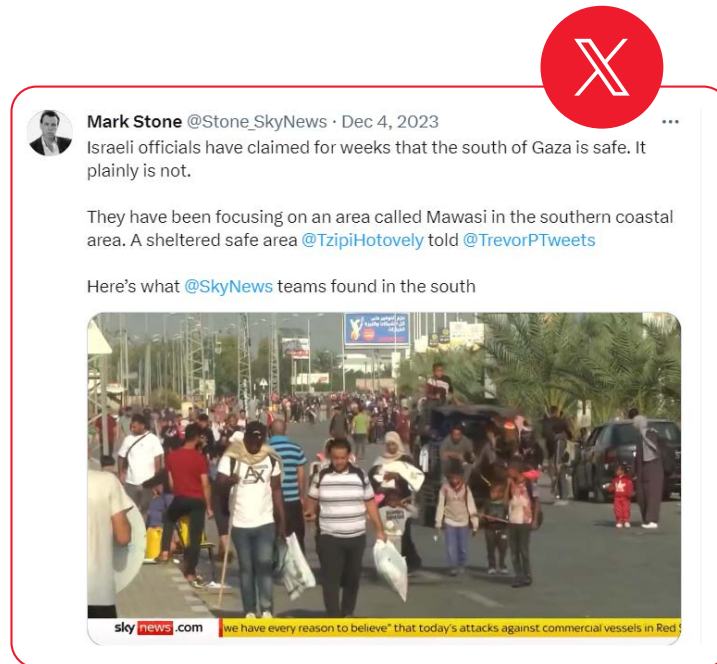 Mark Stone @Stone_SkyNews · Dec 4, 2023
Israeli officials have claimed for weeks that the south of Gaza is safe. It
plainly is not.
They have been focusing on an area called Mawasi in the southern coastal
area. A sheltered safe area @TzipiHotovely told @TrevorPTweets
Here's what @SkyNews teams found in the south
AX
sky news.com we have every reason to believe" that today's attacks against commercial vessels in Red